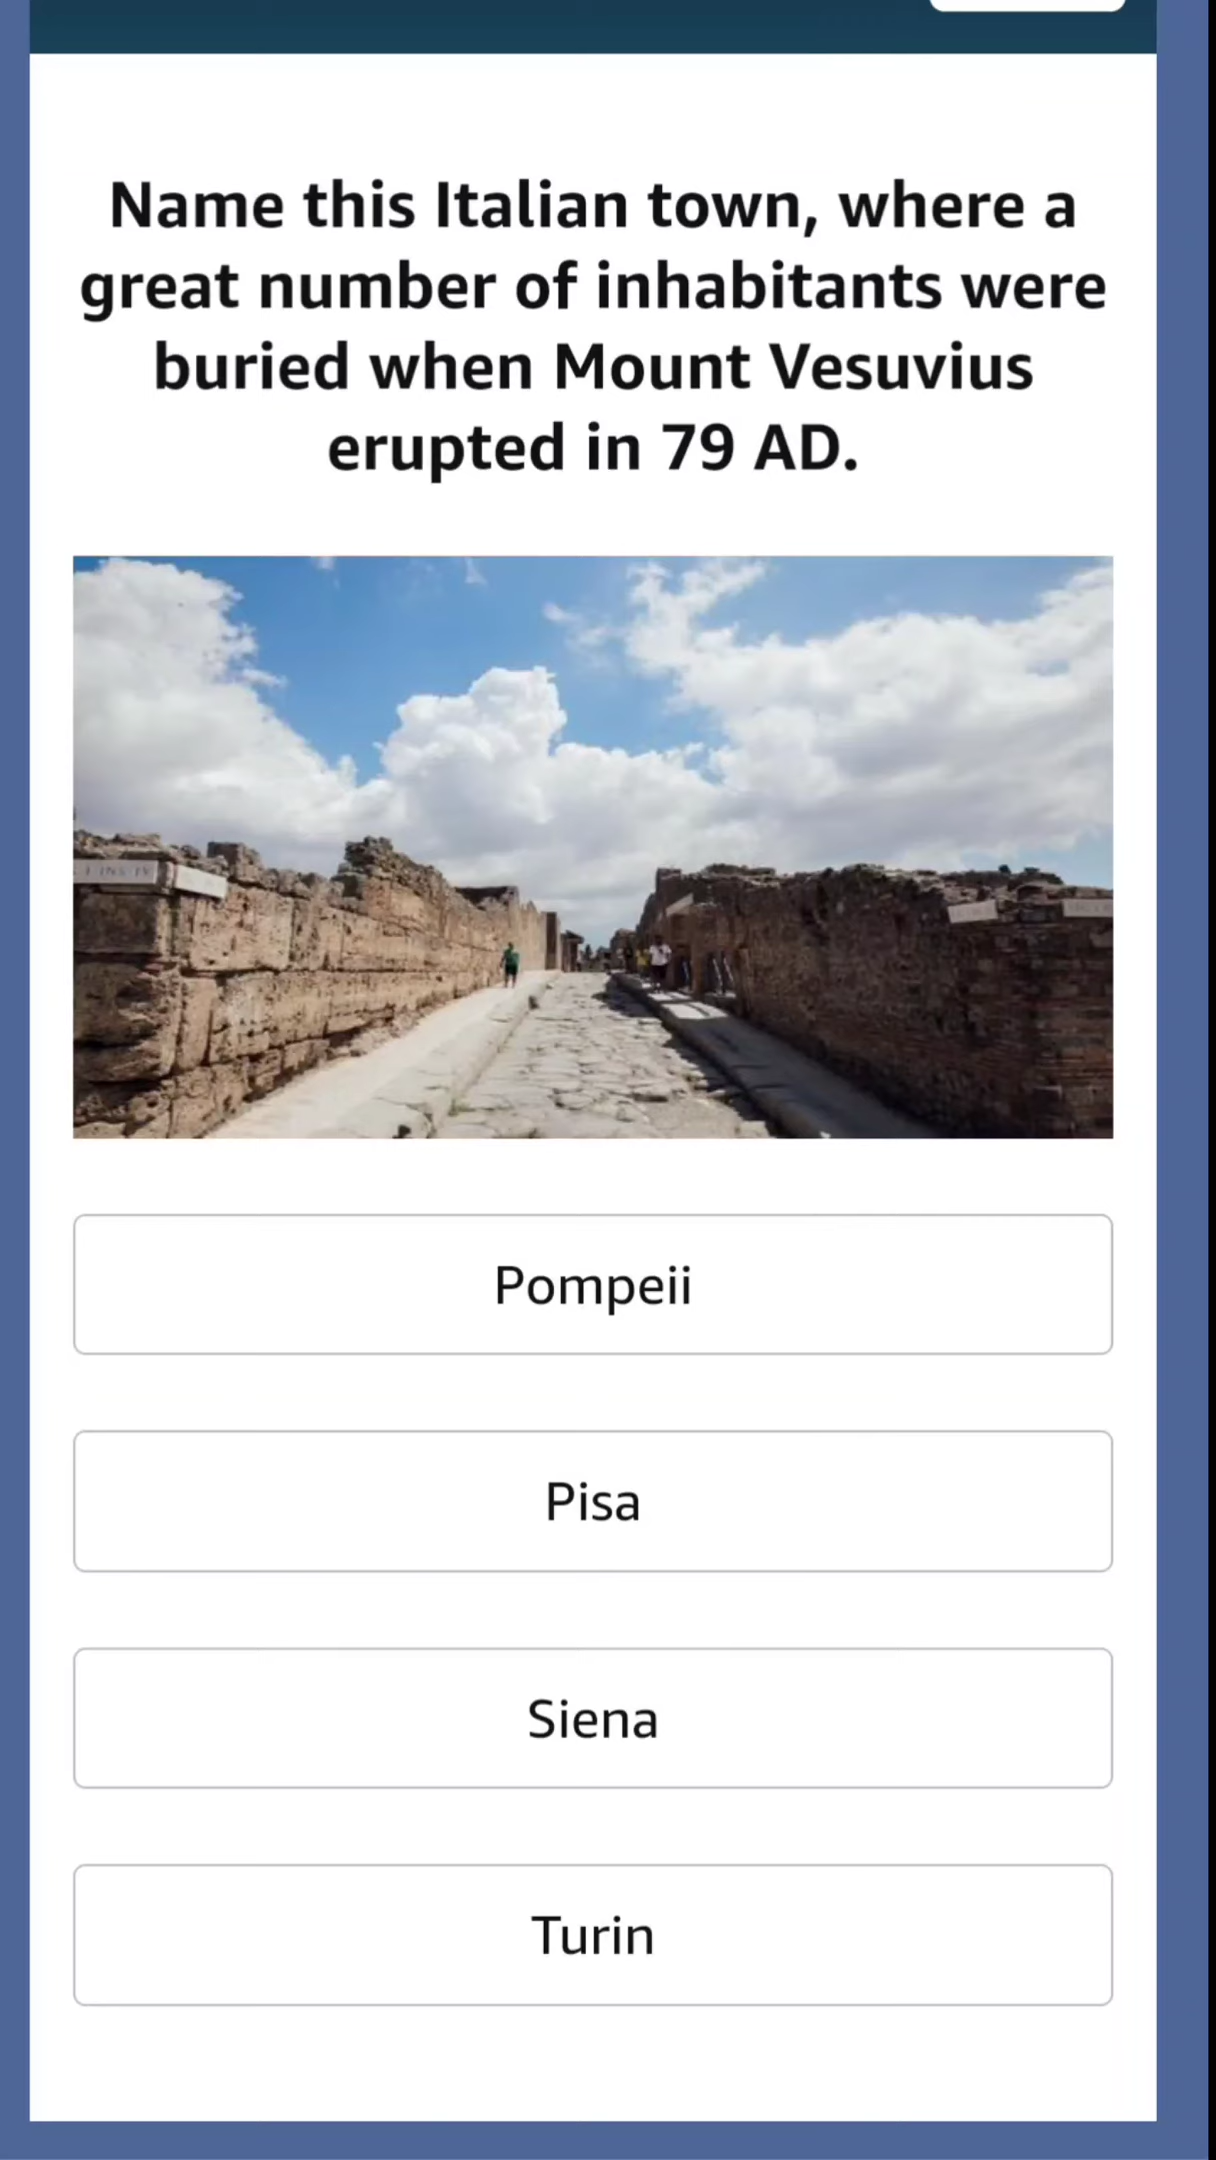 Name this Italian town, where a
great number of inhabitants were
buried when Mount Vesuvius
erupted in 79 AD.
Pompeii
Pisa
Siena
Turin